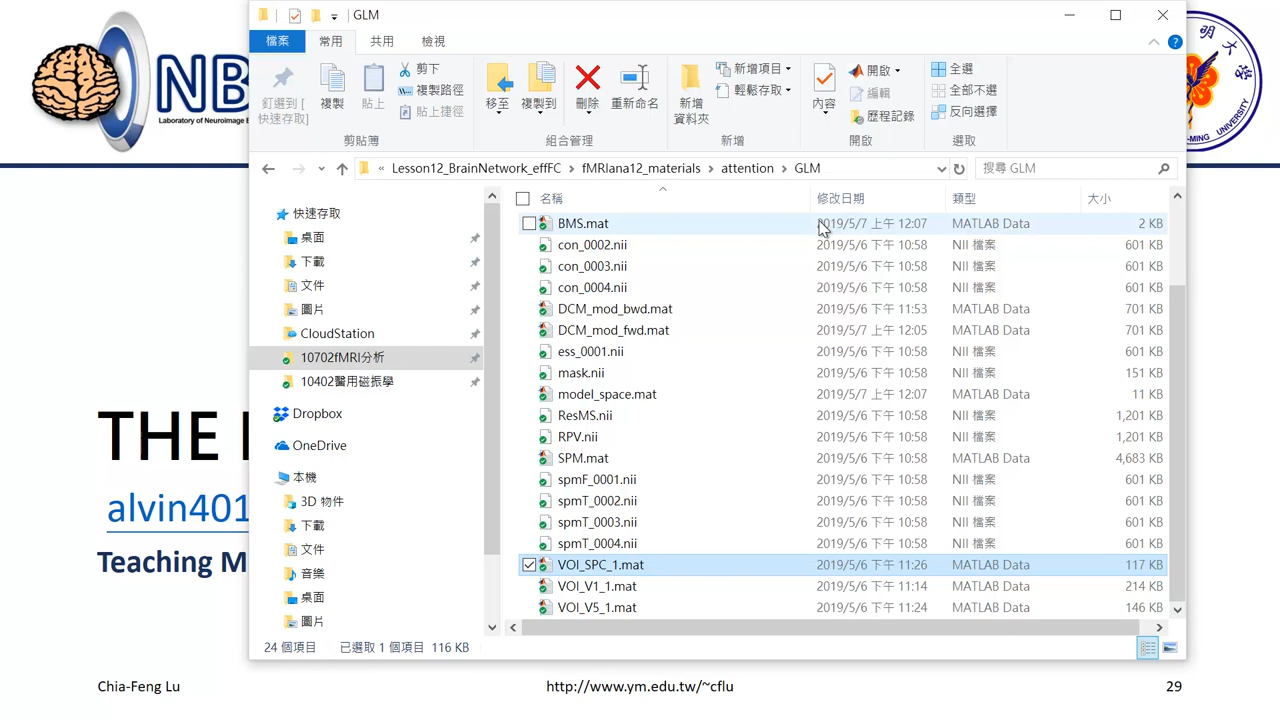 GLM
檔案
常用
共用
檢視
釘選到 [
快速存取]
複製
貼上
剪下
複製路徑
貼上捷徑
剪貼簿
移至
複製到
刪除
重新命名
組合管理
新增
資料夾
新增項目
輕鬆存取
新增
內容
開啟
編輯
歷程記錄
開啟
全選
全部不選
反向選擇
選取
« Lesson12_BrainNetwork_effFC > fMRIana12_materials > attention > GLM
搜尋 GLM
快速存取
桌面
下載
文件
圖片
CloudStation
10702fMRI分析
10402醫用磁振學
Dropbox
OneDrive
本機
3D 物件
下載
文件
音樂
桌面
圖片
名稱 修改日期 類型 大小
BMS.mat 2019/5/7 上午 12:07 MATLAB Data 2 KB
con_0002.nii 2019/5/6 下午 10:58 NII 檔案 601 KB
con_0003.nii 2019/5/6 下午 10:58 NII 檔案 601 KB
con_0004.nii 2019/5/6 下午 10:58 NII 檔案 601 KB
DCM_mod_bwd.mat 2019/5/6 下午 11:53 MATLAB Data 701 KB
DCM_mod_fwd.mat 2019/5/7 上午 12:05 MATLAB Data 701 KB
ess_0001.nii 2019/5/6 下午 10:58 NII 檔案 601 KB
mask.nii 2019/5/6 下午 10:58 NII 檔案 151 KB
model_space.mat 2019/5/7 上午 12:07 MATLAB Data 11 KB
ResMS.nii 2019/5/6 下午 10:58 NII 檔案 1,201 KB
RPV.nii 2019/5/6 下午 10:58 NII 檔案 1,201 KB
SPM.mat 2019/5/6 下午 10:58 MATLAB Data 4,683 KB
spmF_0001.nii 2019/5/6 下午 10:58 NII 檔案 601 KB
spmT_0002.nii 2019/5/6 下午 10:58 NII 檔案 601 KB
spmT_0003.nii 2019/5/6 下午 10:58 NII 檔案 601 KB
spmT_0004.nii 2019/5/6 下午 10:58 NII 檔案 601 KB
VOI_SPC_1.mat 2019/5/6 下午 11:26 MATLAB Data 117 KB
VOI_V1_1.mat 2019/5/6 下午 11:14 MATLAB Data 214 KB
VOI_V5_1.mat 2019/5/6 下午 11:24 MATLAB Data 146 KB
24 個項目 已選取 1 個項目 116 KB
NB
Laboratory of Neuroimage B
明
大
學
MING UNIVERSITY
THE
alvin401
Teaching M
Chia-Feng Lu
http://www.ym.edu.tw/~cflu
29